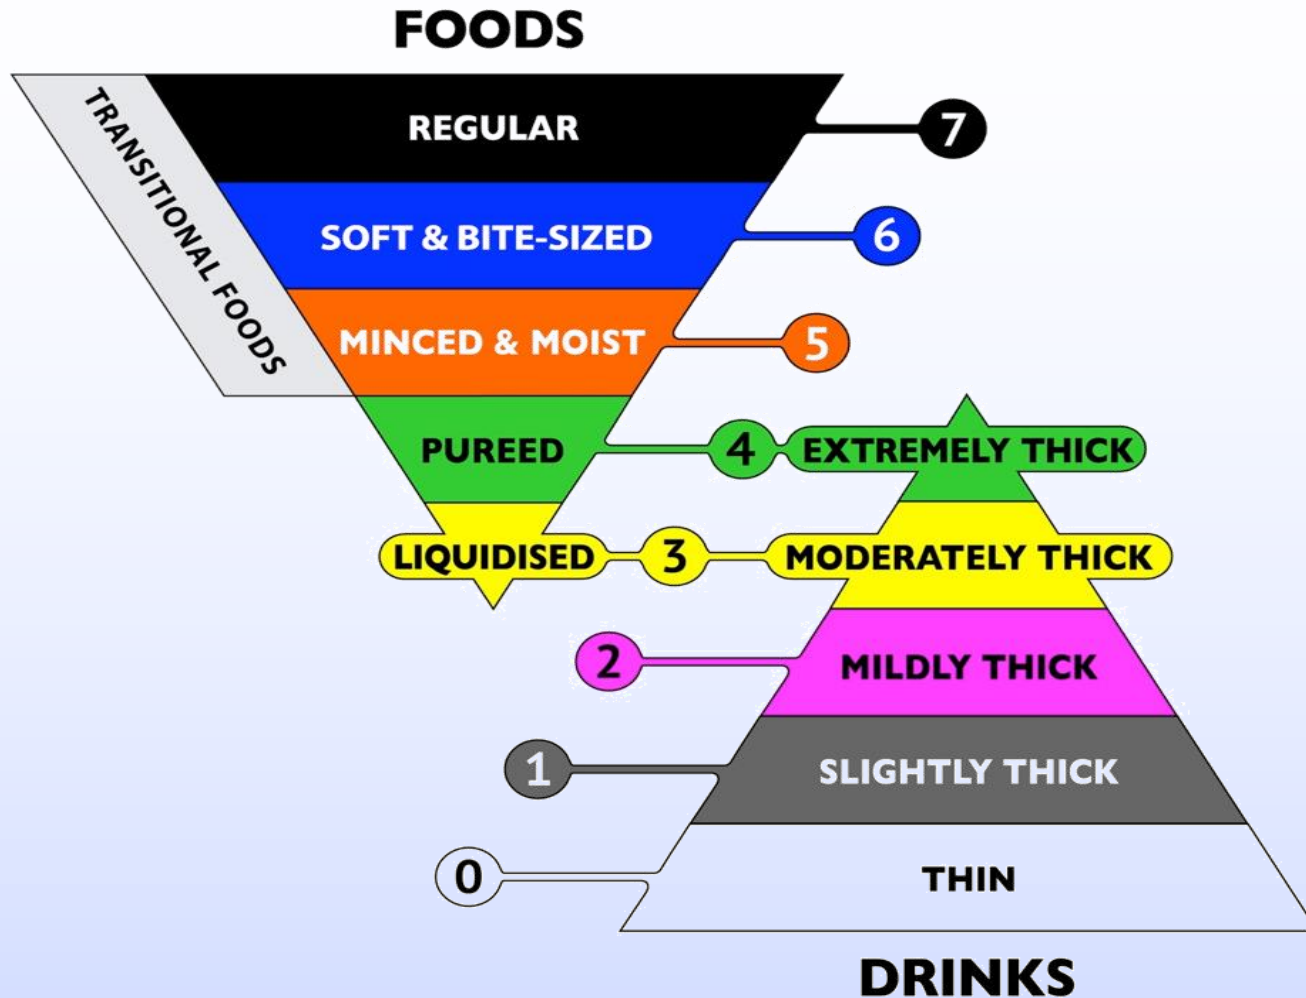 FOODS
TRANSITIONAL FOODS
REGULAR
7
SOFT & BITE-SIZED
6
MINCED & MOIST
5
PUREED
4
EXTREMELY THICK
LIQUIDISED
3
MODERATELY THICK
2
MILDLY THICK
1
SLIGHTLY THICK
0
THIN
DRINKS